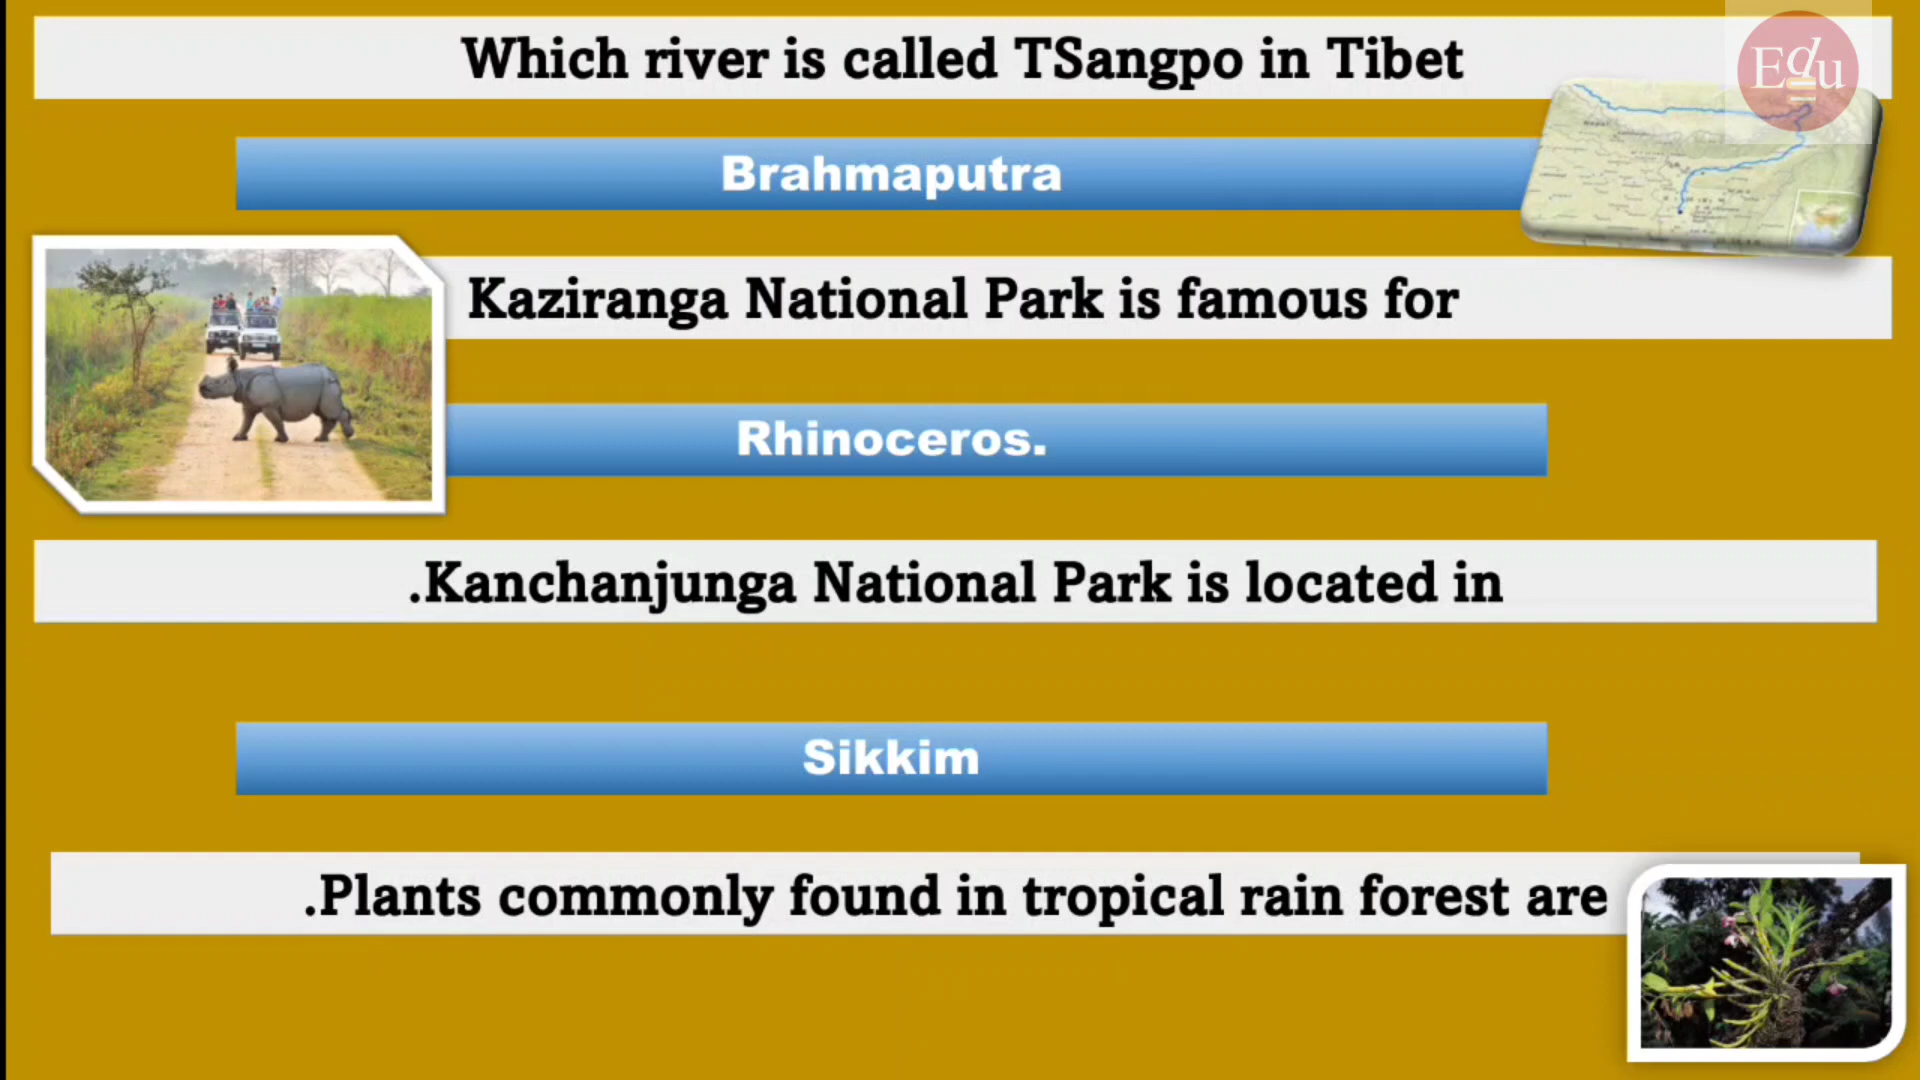 Which river is called TSangpo in Tibet
Edu
Brahmaputra
Kaziranga National Park is famous for
Rhinoceros.
.Kanchanjunga National Park is located in
Sikkim
.Plants commonly found in tropical rain forest are